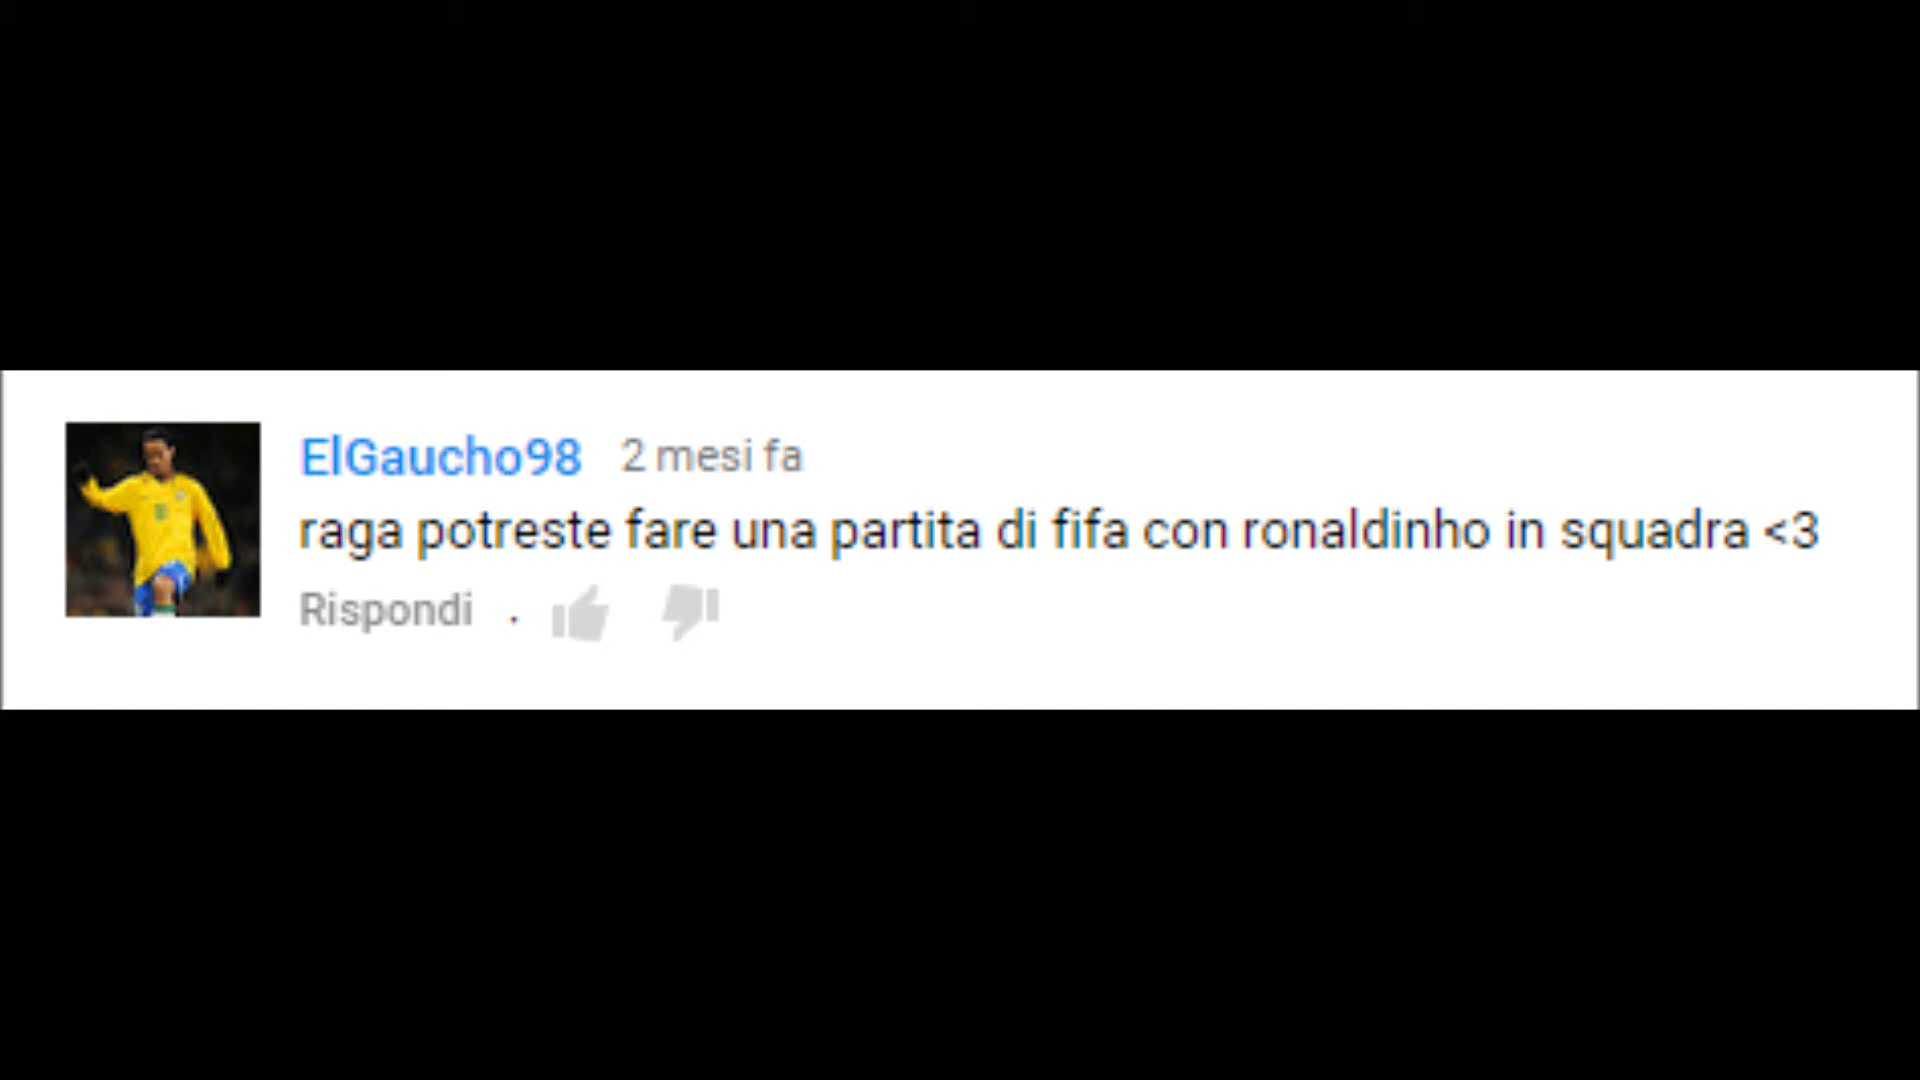 ElGaucho98 2 mesi fa
raga potreste fare una partita di fifa con ronaldinho in squadra <3
Rispondi .